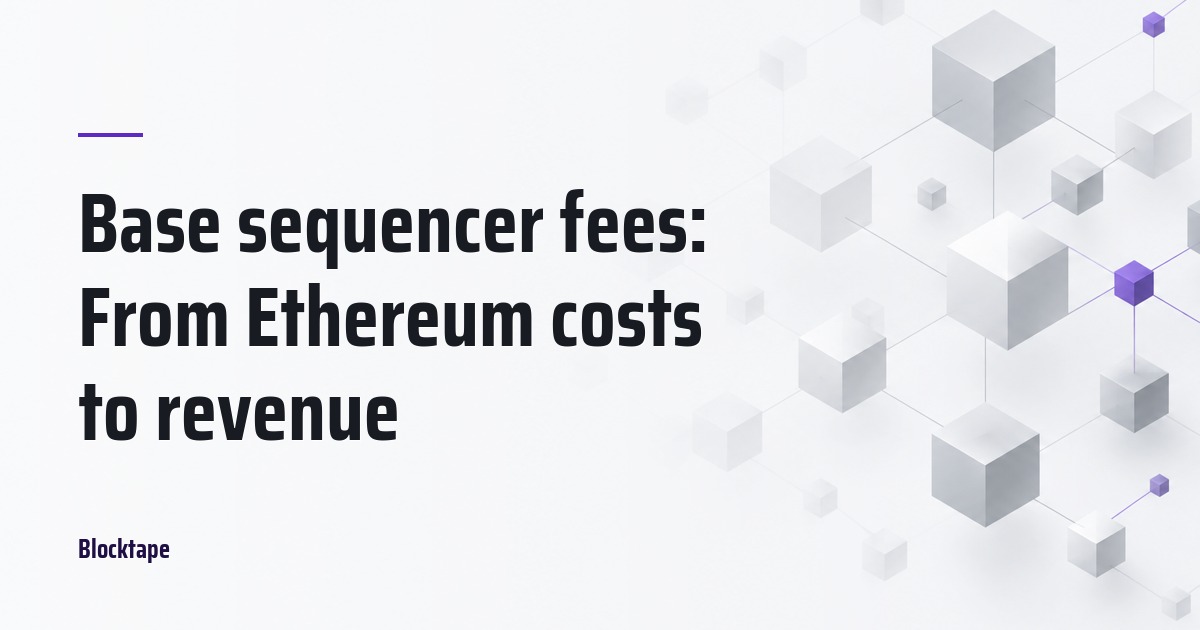 Base sequencer fees:
From Ethereum costs
to revenue
Blocktape